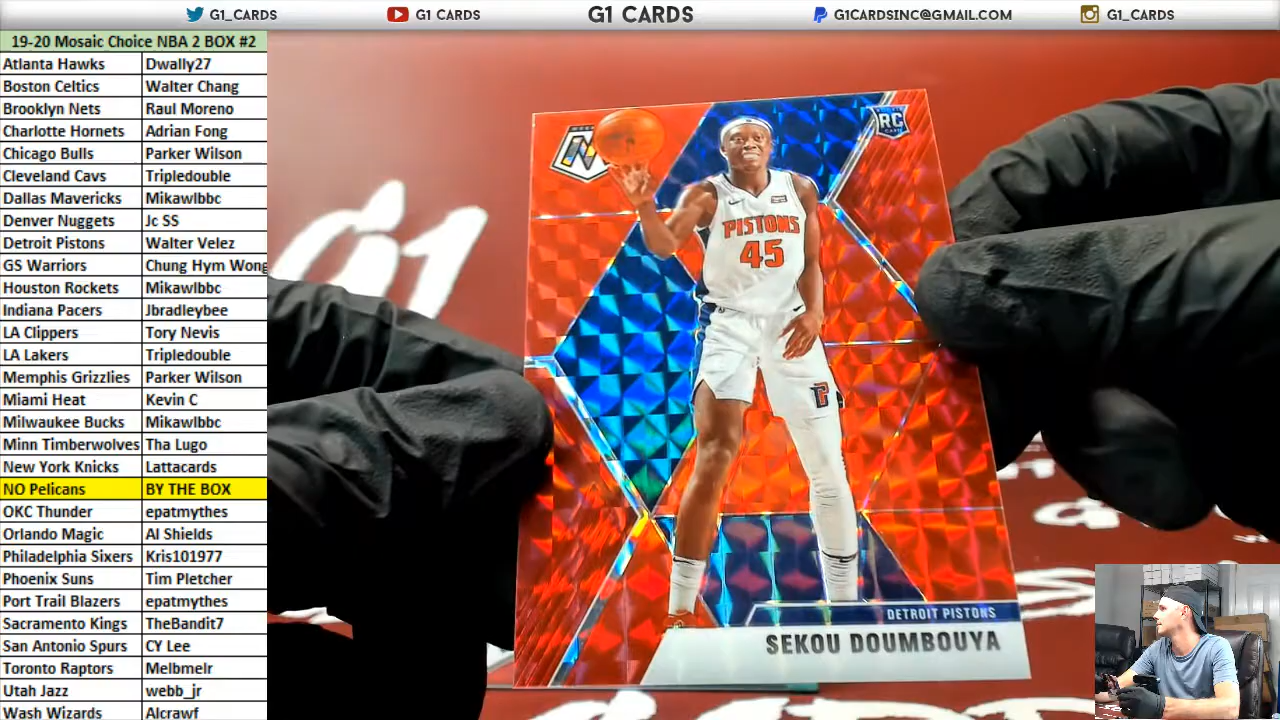 G1_CARDS G1 CARDS G1 CARDS G1CARDSINC@GMAIL.COM G1_CARDS
19-20 Mosaic Choice NBA 2 BOX #2
Atlanta Hawks Dwally27
Boston Celtics Walter Chang
Brooklyn Nets Raul Moreno
Charlotte Hornets Adrian Fong
Chicago Bulls Parker Wilson
Cleveland Cavs Tripledouble
Dallas Mavericks Mikawlbbc
Denver Nuggets Jc SS
Detroit Pistons Walter Velez
GS Warriors Chung Hym Wong
Houston Rockets Mikawlbbc
Indiana Pacers Jbradleybee
LA Clippers Tory Nevis
LA Lakers Tripledouble
Memphis Grizzlies Parker Wilson
Miami Heat Kevin C
Milwaukee Bucks Mikawlbbc
Minn Timberwolves Tha Lugo
New York Knicks Lattacards
NO Pelicans BY THE BOX
OKC Thunder epatmythes
Orlando Magic Al Shields
Philadelphia Sixers Kris101977
Phoenix Suns Tim Pletcher
Port Trail Blazers epatmythes
Sacramento Kings TheBandit7
San Antonio Spurs CY Lee
Toronto Raptors Melbmelr
Utah Jazz webb_jr
Wash Wizards Alcrawf
G1
RC
PISTONS
45
DETROIT PISTONS
SEKOU DOUMBOUYA